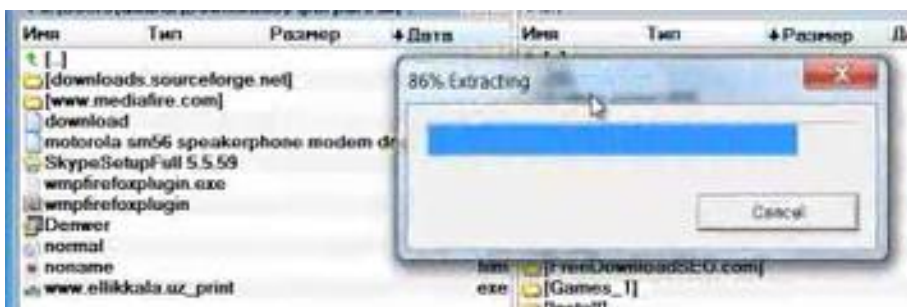 Имя Тип Размер Дата Имя Тип Размер
[..]
[downloads.sourceforge.net]
[www.mediafire.com]
download
motorola sm56 speakerphone modem
SkypeSetupFull 5.5.59
wmpfirefoxplugin.exe
wmpfirefoxplugin
Denwer
normal
noname
www.ellikkala.uz_print exe
86% Extracting
Cancel
[FreeDownloadSEO.com]
[Games_1]